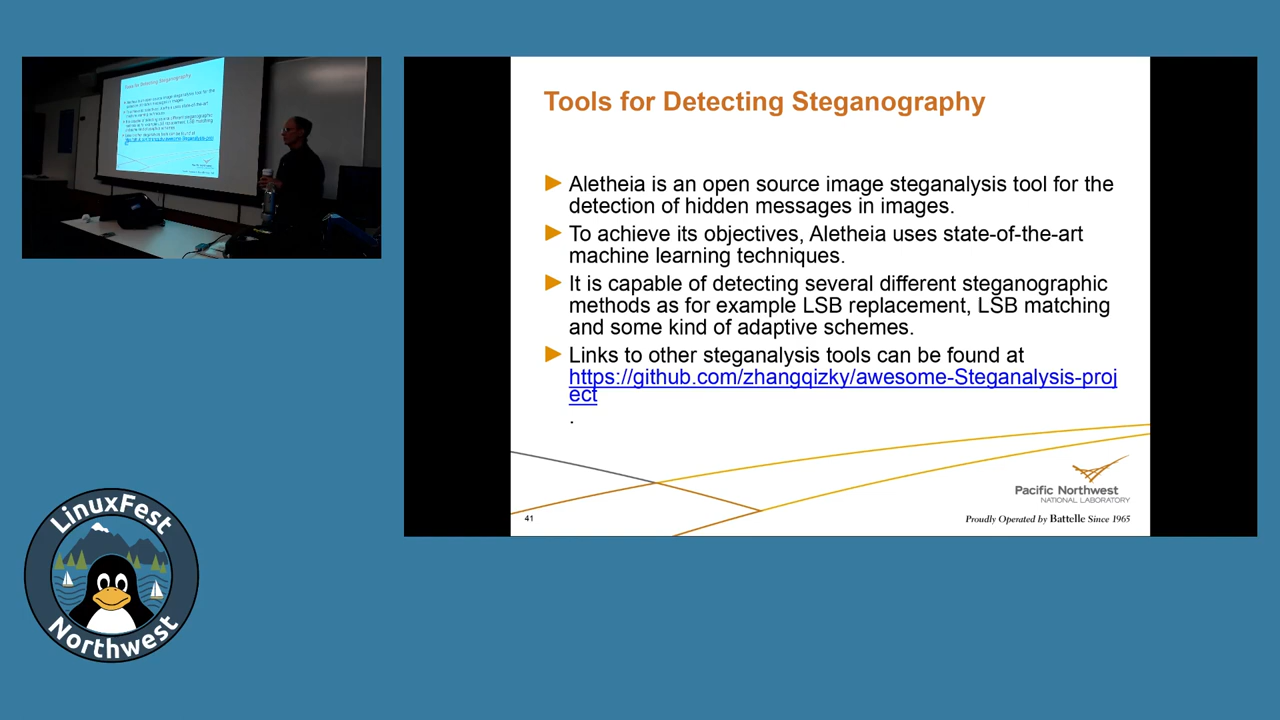 Tools for Detecting Steganography
Aletheia is an open source image steganalysis tool for the
detection of hidden messages in images.
To achieve its objectives, Aletheia uses state-of-the-art
machine learning techniques.
It is capable of detecting several different steganographic
methods as for example LSB replacement, LSB matching
and some kind of adaptive schemes.
Links to other steganalysis tools can be found at
https://github.com/zhangqizky/awesome-Steganalysis-proj
ect
.
Pacific Northwest
NATIONAL LABORATORY
41
Proudly Operated by Battelle Since 1965
LinuxFest
Northwest
Tools for Detecting Steganography